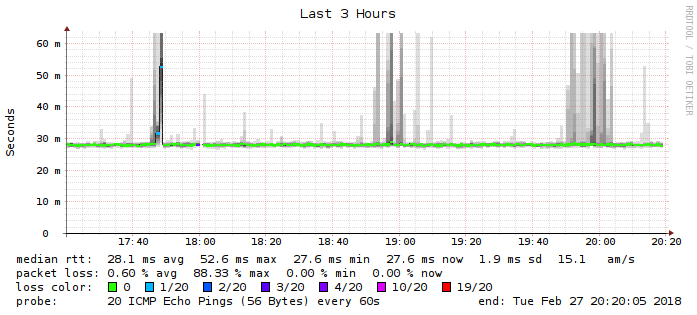 Last 3 Hours
RRDTOOL / TOBI OETIKER
Seconds
60 m
50 m
40 m
30 m
20 m
10 m
0
17:40 18:00 18:20 18:40 19:00 19:20 19:40 20:00 20:20
median rtt: 28.1 ms avg 52.6 ms max 27.6 ms min 27.6 ms now 1.9 ms sd 15.1 am/s
packet loss: 0.60 % avg 88.33 % max 0.00 % min 0.00 % now
loss color: 0 1/20 2/20 3/20 4/20 10/20 19/20
probe: 20 ICMP Echo Pings (56 Bytes) every 60s end: Tue Feb 27 20:20:05 2018